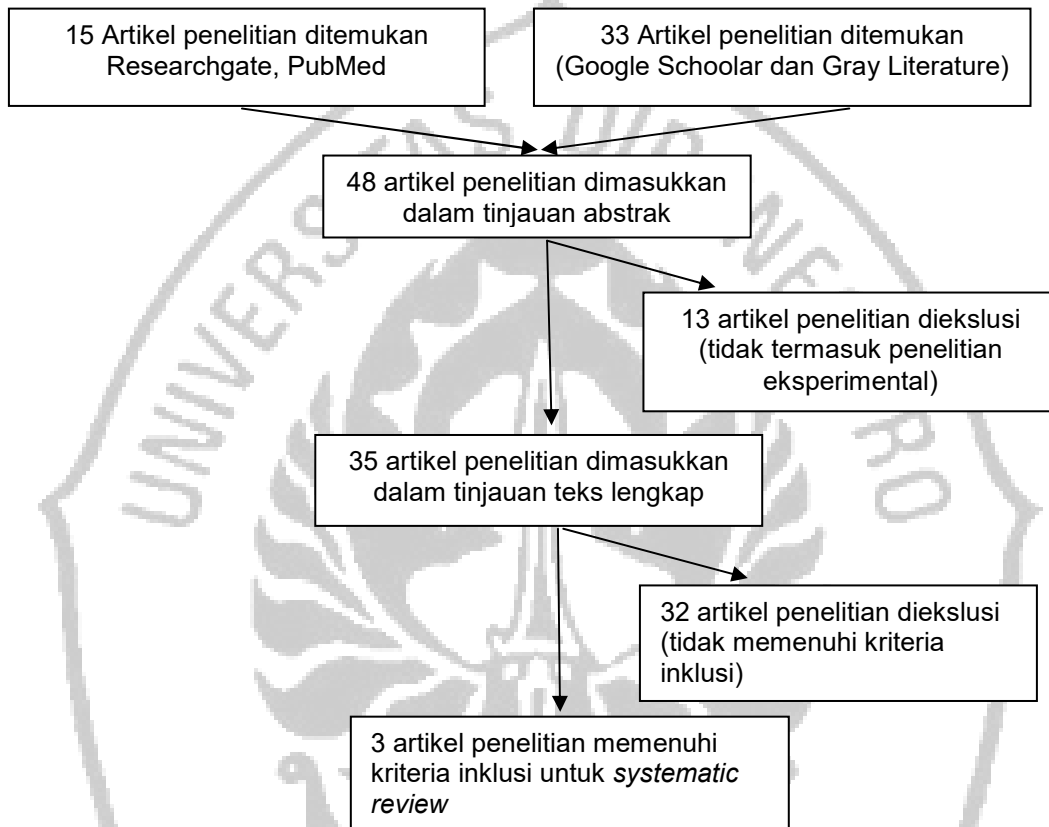 15 Artikel penelitian ditemukan
Researchgate, PubMed
33 Artikel penelitian ditemukan
(Google Schoolar dan Gray Literature)
48 artikel penelitian dimasukkan
dalam tinjauan abstrak
13 artikel penelitian diekslusi
(tidak termasuk penelitian
eksperimental)
35 artikel penelitian dimasukkan
dalam tinjauan teks lengkap
32 artikel penelitian diekslusi
(tidak memenuhi kriteria
inklusi)
3 artikel penelitian memenuhi
kriteria inklusi untuk systematic
review
UNIVERSITAS DIPONEGORO